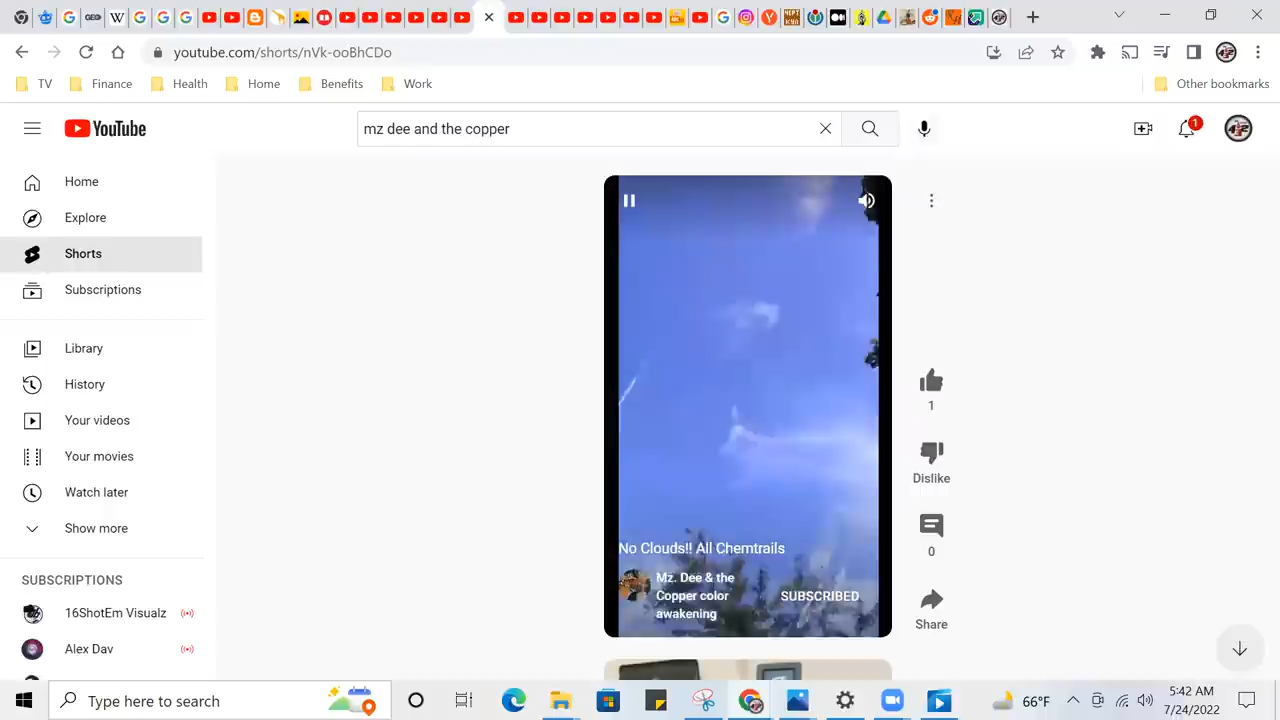 youtube.com/shorts/nVk-ooBhCDo
TV Finance Health Home Benefits Work Other bookmarks
YouTube mz dee and the copper 1
Home
Explore
Shorts
Subscriptions
Library
History
Your videos
Your movies
Watch later
Show more
SUBSCRIPTIONS
16ShotEm Visualz
Alex Dav
No Clouds!! All Chemtrails
Mz. Dee & the
Copper color
awakening
SUBSCRIBED
1
Dislike
0
Share
Type here to search
66°F
5:42 AM
7/24/2022